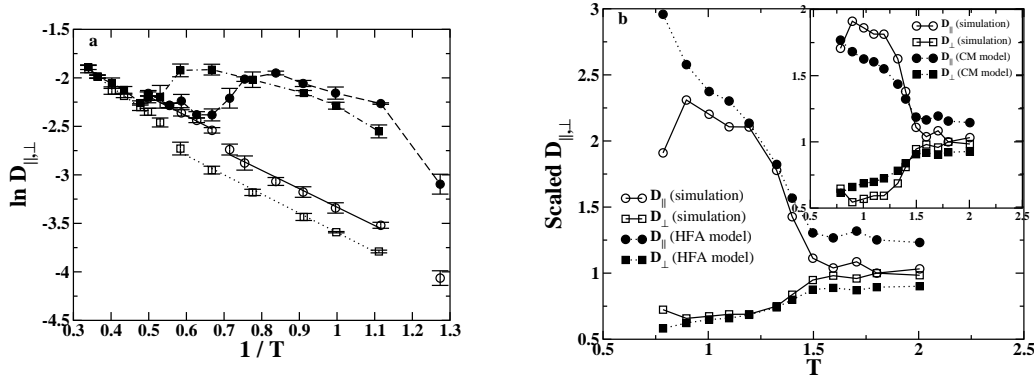 a
-1.5
-2
-2.5
-3
-3.5
-4
-4.5
ln D∥,⊥
0.3 0.4 0.5 0.6 0.7 0.8 0.9 1 1.1 1.2 1.3
1 / T
b
3
2.5
2
1.5
1
0.5
Scaled D∥,⊥
D∥ (simulation)
D⊥ (simulation)
D∥ (HFA model)
D⊥ (HFA model)
0.5 1 1.5 2 2.5
T
2
1.5
1
0.5
D∥ (simulation)
D⊥ (simulation)
D∥ (CM model)
D⊥ (CM model)
0.5 1 1.5 2 2.5